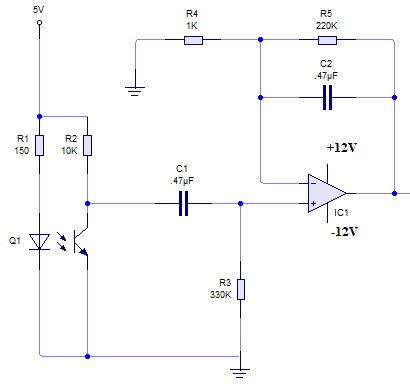 5V
R1
150
R2
10K
Q1
C1
.47µF
R3
330K
R4
1K
R5
220K
C2
.47µF
+12V
IC1
-12V